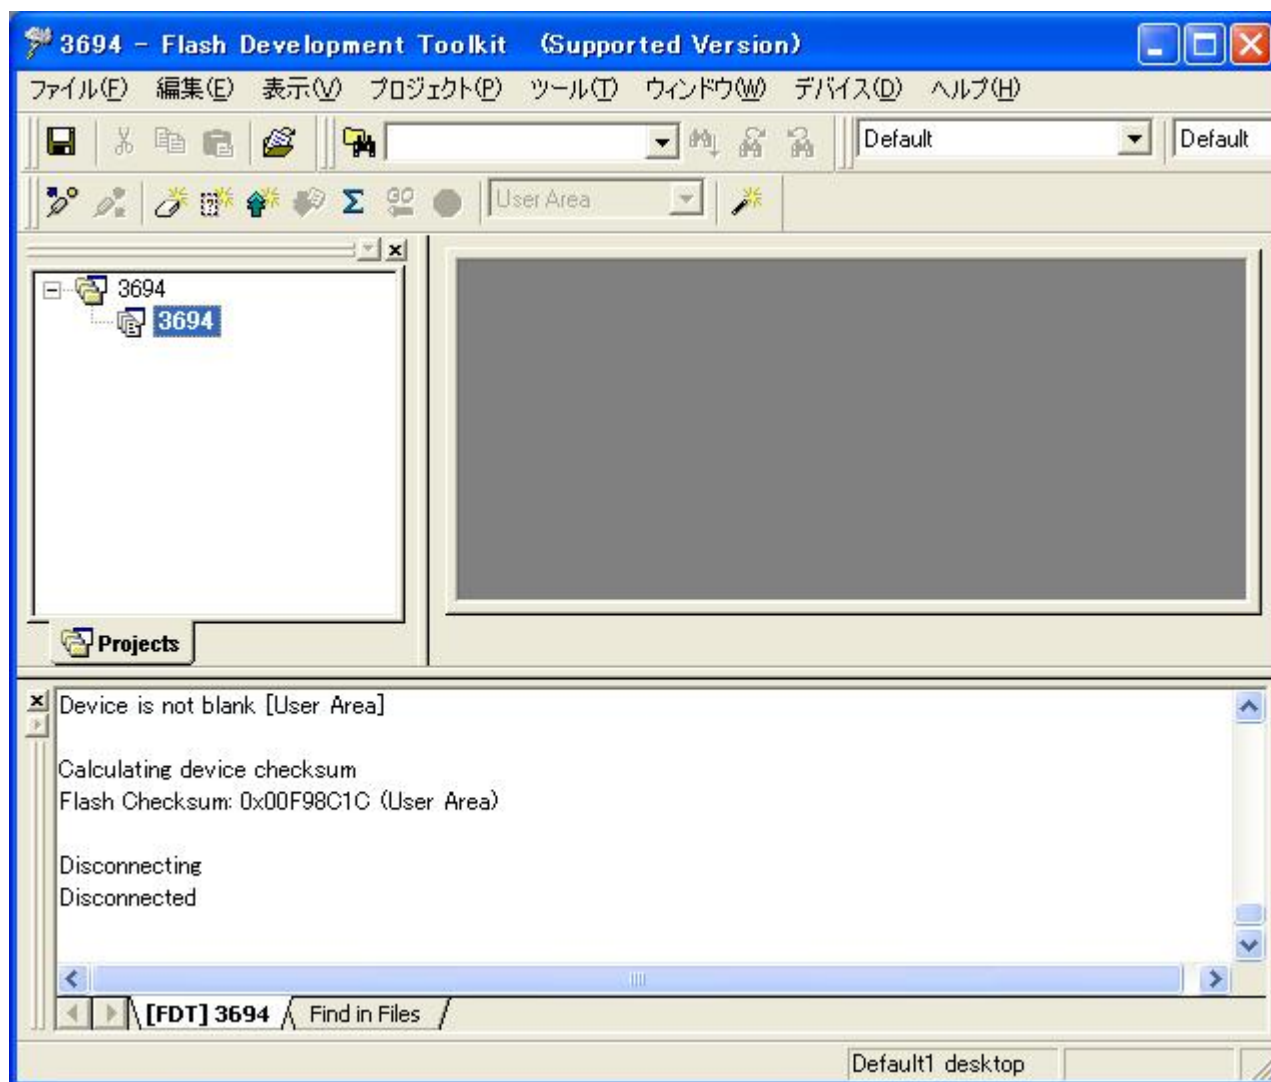 3694 - Flash Development Toolkit (Supported Version)
ファイル(F) 編集(E) 表示(V) プロジェクト(P) ツール(T) ウィンドウ(W) デバイス(D) ヘルプ(H)
Default Default
User Area
3694
3694
Projects
Device is not blank [User Area]
Calculating device checksum
Flash Checksum: 0x00F98C1C (User Area)
Disconnecting
Disconnected
[FDT] 3694 Find in Files
Default1 desktop